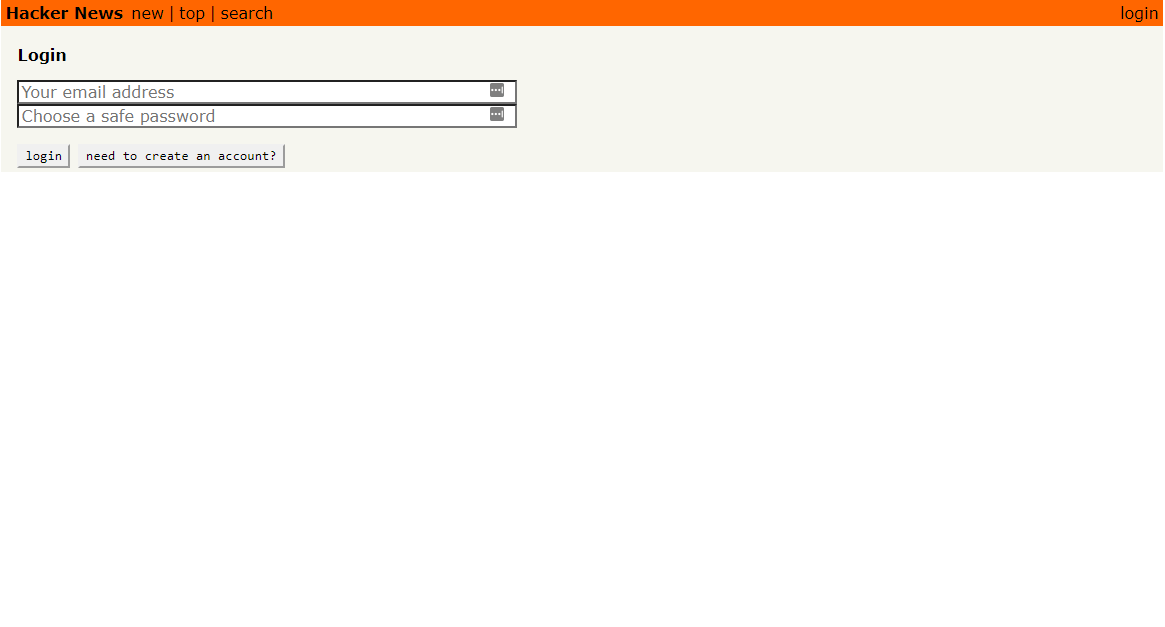 Hacker News new | top | search login
Login
Your email address
Choose a safe password
login need to create an account?